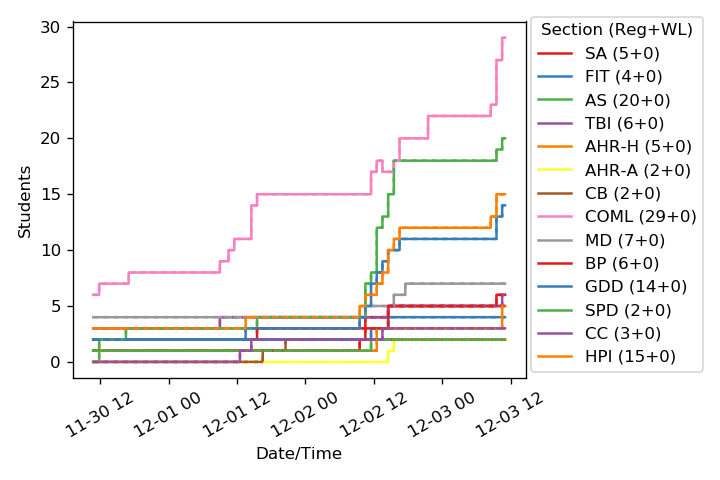 30
25
20
15
10
5
0
Students
11-30 12
12-01 00
12-01 12
12-02 00
12-02 12
12-03 00
12-03 12
Date/Time
Section (Reg+WL)
SA (5+0)
FIT (4+0)
AS (20+0)
TBI (6+0)
AHR-H (5+0)
AHR-A (2+0)
CB (2+0)
COML (29+0)
MD (7+0)
BP (6+0)
GDD (14+0)
SPD (2+0)
CC (3+0)
HPI (15+0)